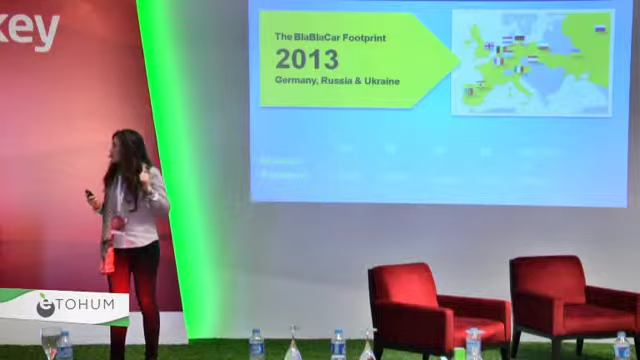 key
The BlaBlaCar Footprint
2013
Germany, Russia & Ukraine
eTOHUM